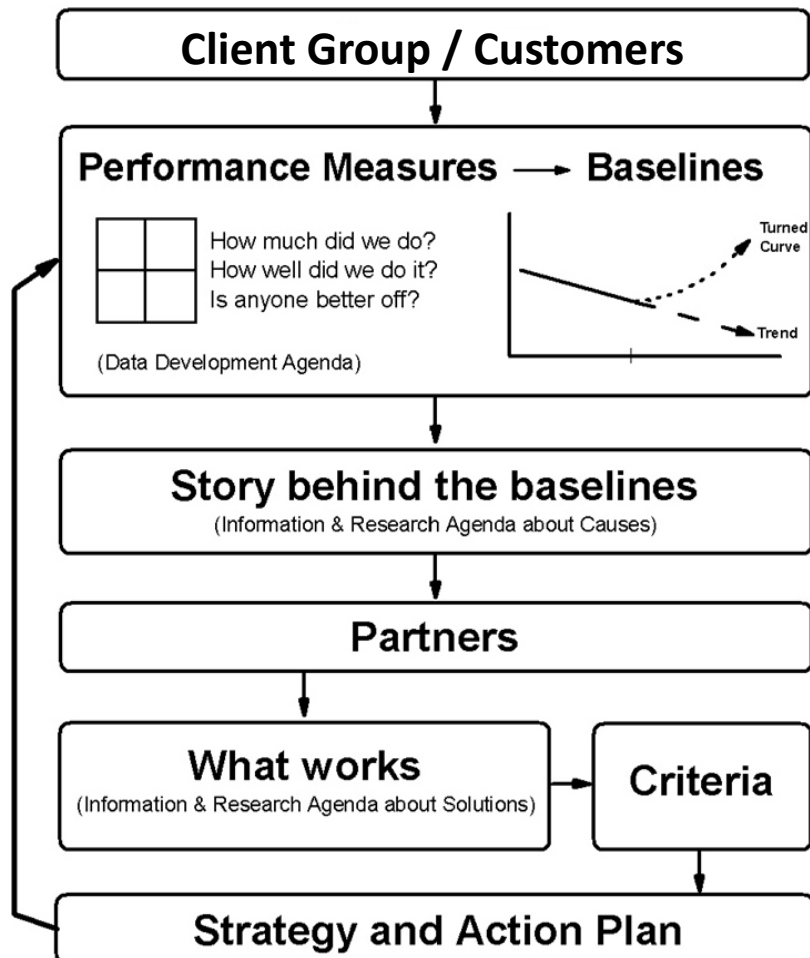 Client Group / Customers
Performance Measures
Baselines
How much did we do?
How well did we do it?
Is anyone better off?
(Data Development Agenda)
Turned
Curve
Trend
Story behind the baselines
(Information & Research Agenda about Causes)
Partners
What works
(Information & Research Agenda about Solutions)
Criteria
Strategy and Action Plan